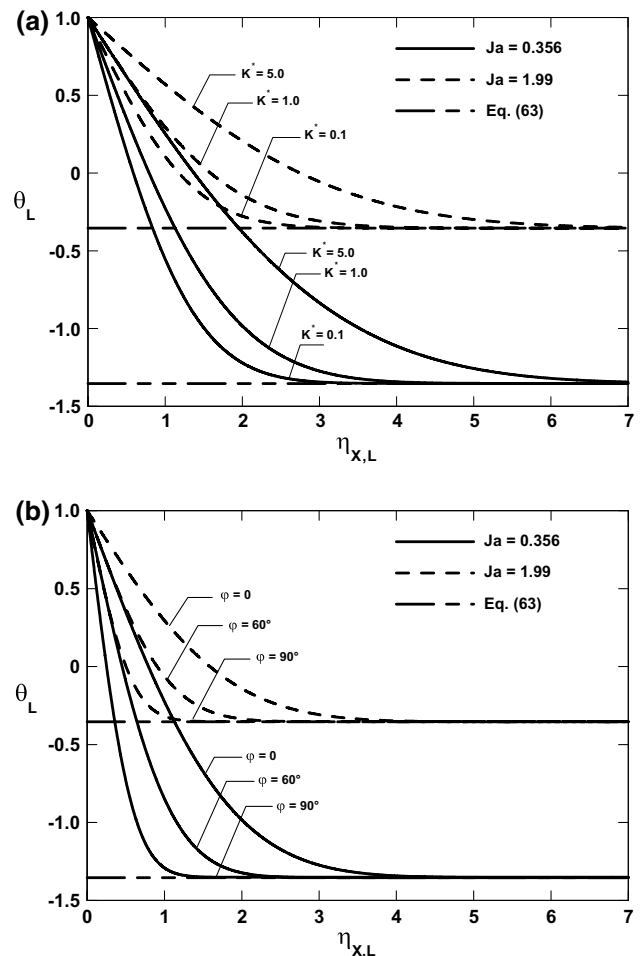 (a)
1.0
0.5
0
-0.5
-1.0
-1.5
θL
K* = 5.0
K* = 1.0
K* = 0.1
Ja = 0.356
Ja = 1.99
Eq. (63)
K* = 5.0
K* = 1.0
K* = 0.1
0 1 2 3 4 5 6 7
ηX,L
(b)
1.0
0.5
0
-0.5
-1.0
-1.5
θL
φ = 0
φ = 60°
φ = 90°
Ja = 0.356
Ja = 1.99
Eq. (63)
φ = 0
φ = 60°
φ = 90°
0 1 2 3 4 5 6 7
ηX,L